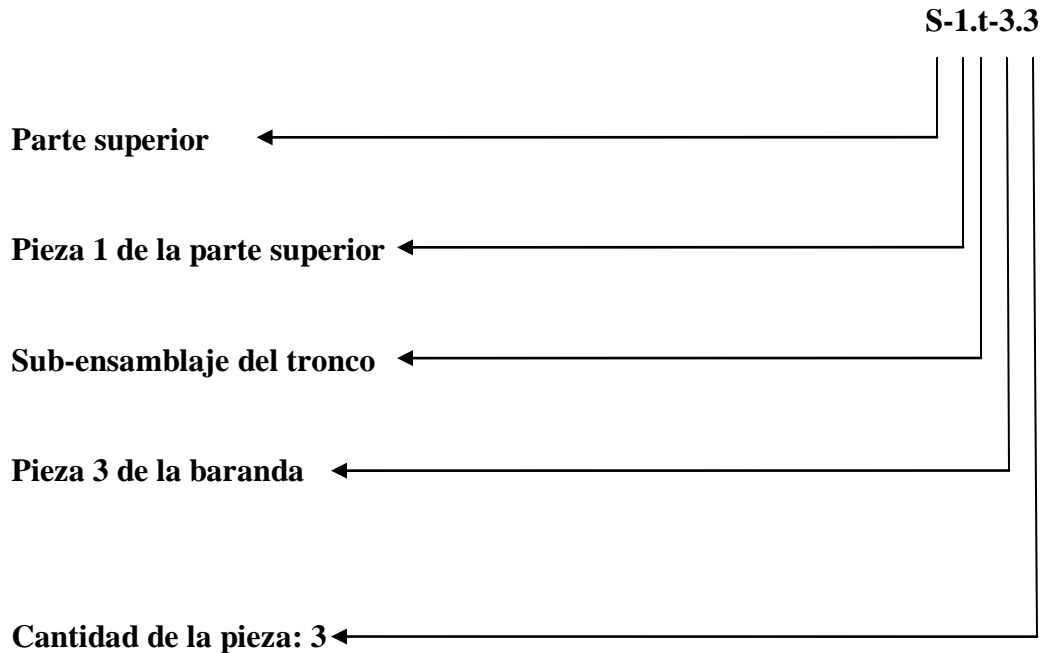 S-1.t-3.3
Parte superior
Pieza 1 de la parte superior
Sub-ensamblaje del tronco
Pieza 3 de la baranda
Cantidad de la pieza: 3